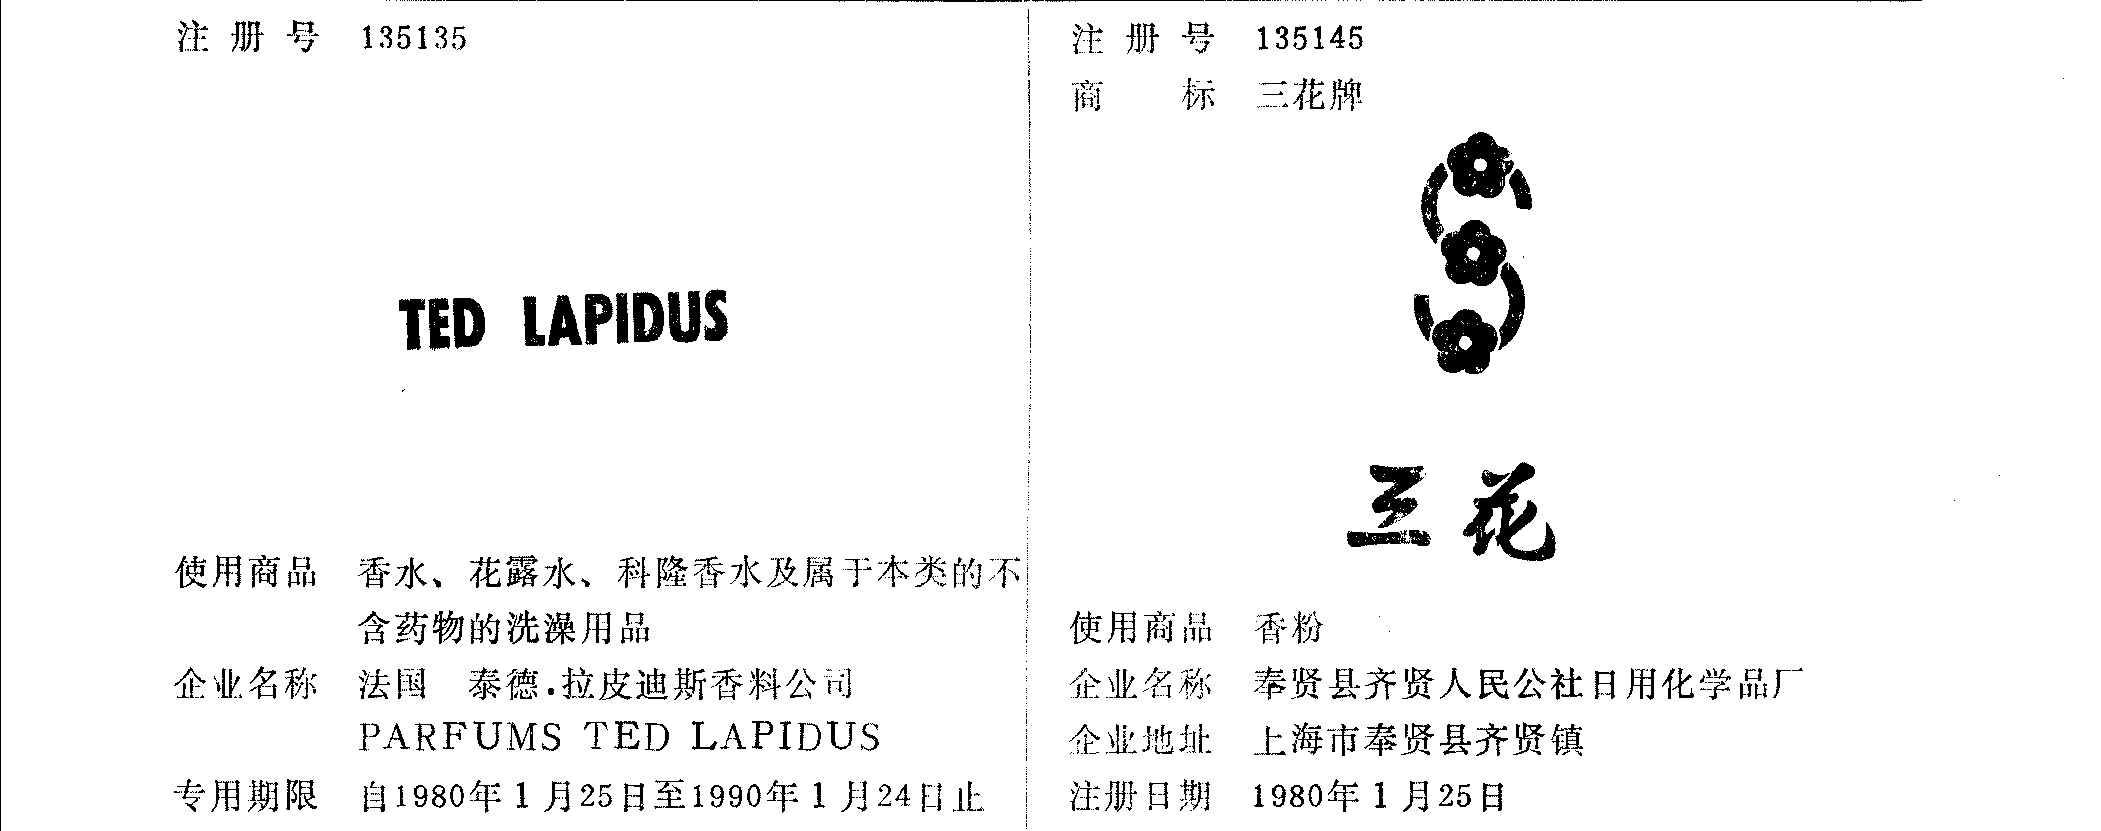 注册号 135135
TED LAPIDUS
使用商品 香水、花露水、科隆香水及属于本类的不
含药物的洗澡用品
企业名称 法国 泰德.拉皮迪斯香料公司
PARFUMS TED LAPIDUS
专用期限 自1980年1月25日至1990年1月24日止
注册号 135145
商标 三花牌
三花
使用商品 香粉
企业名称 奉贤县齐贤人民公社日用化学品厂
企业地址 上海市奉贤县齐贤镇
注册日期 1980年1月25日